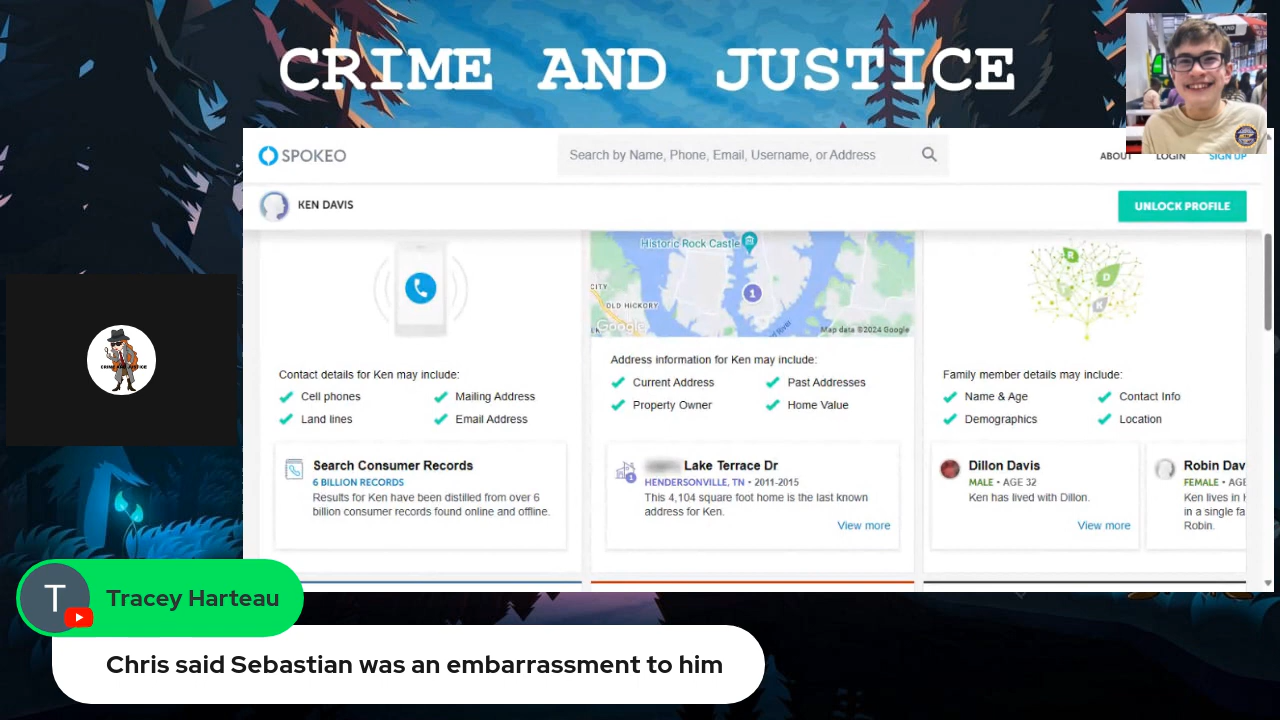 CRIME AND JUSTICE
SPOKEO
Search by Name, Phone, Email, Username, or Address
ABOUT LOGIN SIGN UP
KEN DAVIS
UNLOCK PROFILE
Contact details for Ken may include:
Cell phones
Mailing Address
Land lines
Email Address
Search Consumer Records
6 BILLION RECORDS
Results for Ken have been distilled from over 6
billion consumer records found online and offline.
Historic Rock Castle
CITY
OLD HICKORY
1
Google
Map data ©2024 Google
Address information for Ken may include:
Current Address
Past Addresses
Property Owner
Home Value
Lake Terrace Dr
HENDERSONVILLE, TN • 2011-2015
This 4,104 square foot home is the last known
address for Ken.
View more
R
D
K
Family member details may include:
Name & Age
Contact Info
Demographics
Location
Dillon Davis
MALE • AGE 32
Ken has lived with Dillon.
View more
Robin Dav
FEMALE • AGE
Ken lives in
in a single fa
Robin.
CRIME AND JUSTICE
T
Tracey Harteau
Chris said Sebastian was an embarrassment to him